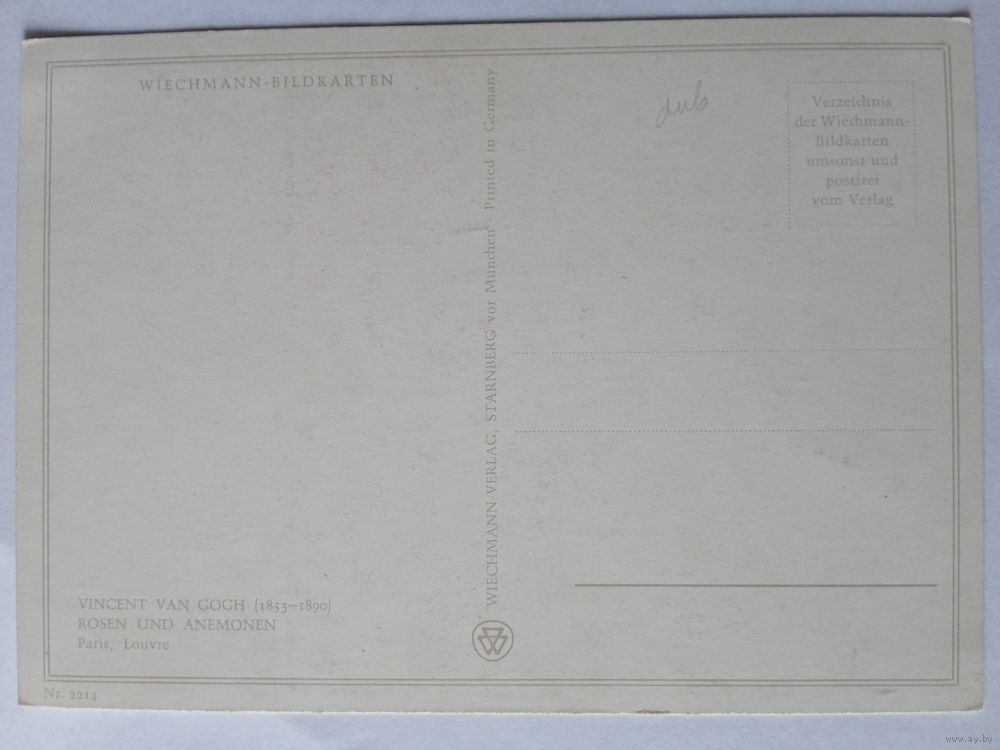 WIECHMANN-BILDKARTEN
VINCENT VAN GOGH (1853–1890)
ROSEN UND ANEMONEN
Paris, Louvre
Nr. 2214
WIECHMANN-VERLAG, STARNBERG vor München - Printed in Germany
dub
Verzeichnis
der Wiechmann-
Bildkarten
umsonst und
postfrei
vom Verlag
www.ay.by